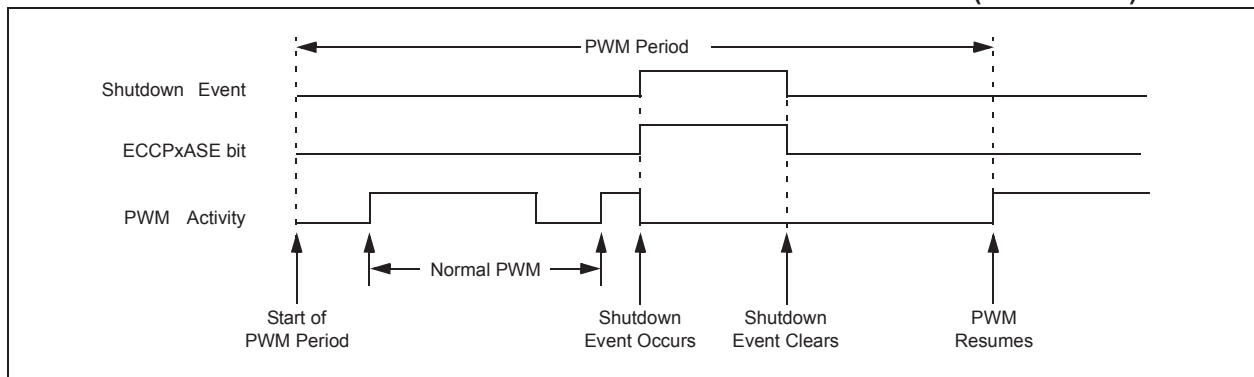 PWM Period
Shutdown Event
ECCPxASE bit
PWM Activity
Normal PWM
Start of
PWM Period
Shutdown
Event Occurs
Shutdown
Event Clears
PWM
Resumes